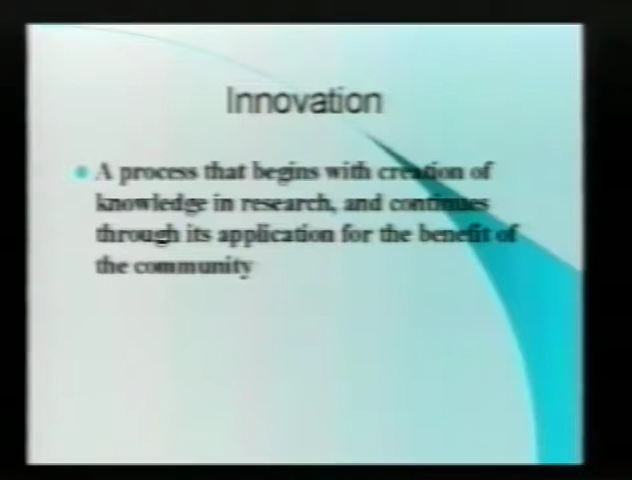 Innovation
A process that begins with creation of
knowledge in research, and continues
through its application for the benefit of
the community